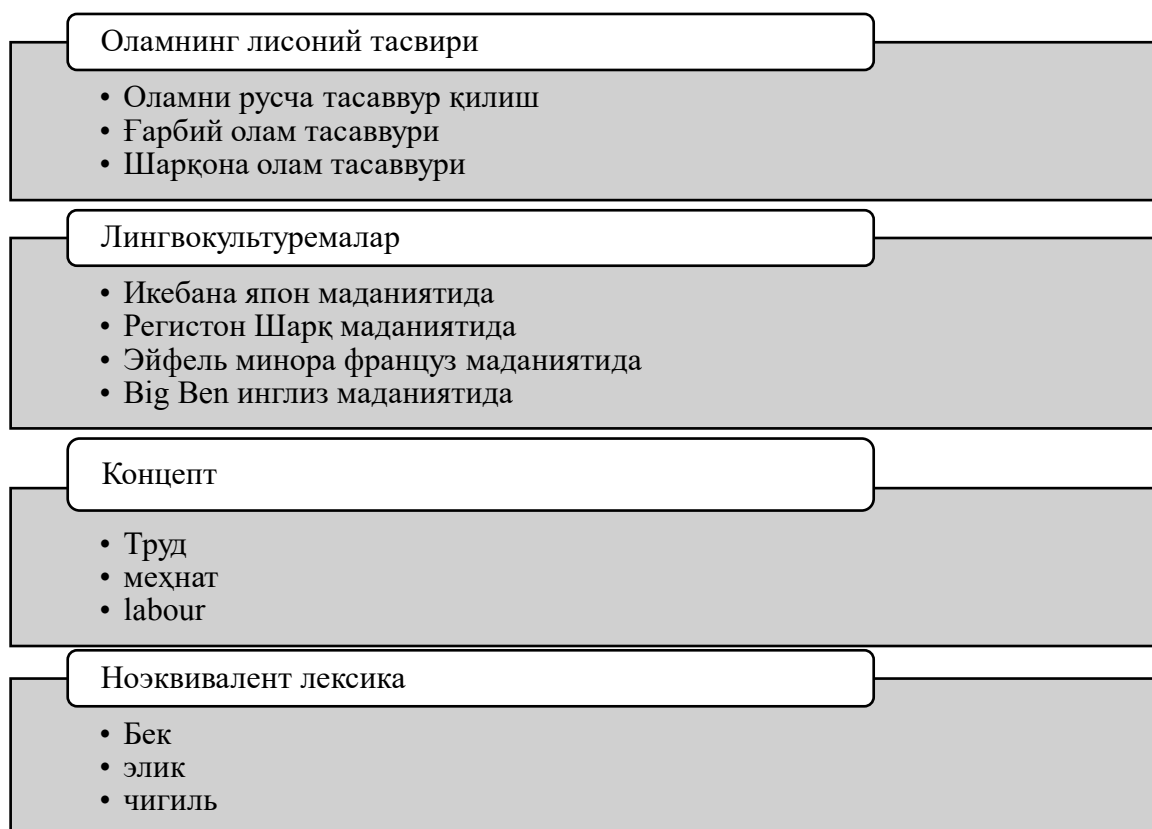 Оламнинг лисоний тасвири
• Оламни русча тасаввур қилиш
• Ғарбий олам тасаввури
• Шарқона олам тасаввури
Лингвокультуремалар
• Икебана япон маданиятида
• Регистон Шарқ маданиятида
• Эйфель минора француз маданиятида
• Big Ben инглиз маданиятида
Концепт
• Труд
• меҳнат
• labour
Ноэквивалент лексика
• Бек
• элик
• чигиль